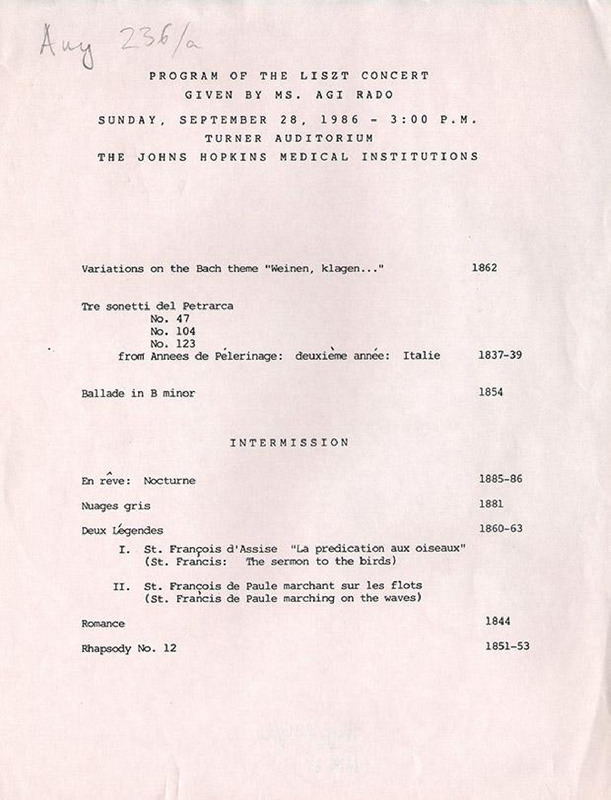 Any 236/a
PROGRAM OF THE LISZT CONCERT
GIVEN BY MS. AGI RADO
SUNDAY, SEPTEMBER 28, 1986 - 3:00 P.M.
TURNER AUDITORIUM
THE JOHNS HOPKINS MEDICAL INSTITUTIONS
Variations on the Bach theme "Weinen, klagen..." 1862
Tre sonetti del Petrarca
No. 47
No. 104
No. 123
from Annees de Pélerinage: deuxième année: Italie 1837-39
Ballade in B minor 1854
INTERMISSION
En rêve: Nocturne 1885-86
Nuages gris 1881
Deux Légendes 1860-63
I. St. François d'Assise "La predication aux oiseaux"
(St. Francis: The sermon to the birds)
II. St. François de Paule marchant sur les flots
(St. Francis de Paule marching on the waves)
Romance 1844
Rhapsody No. 12 1851-53